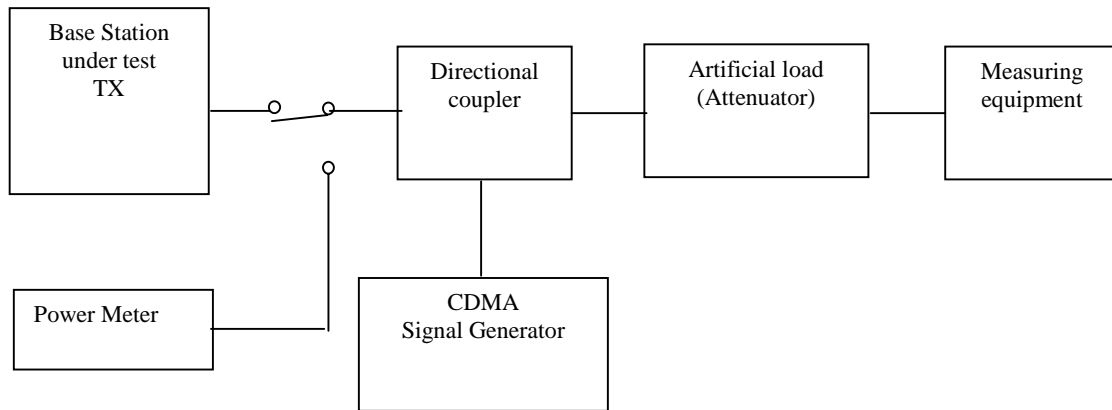 Base Station
under test
TX
Directional
coupler
Artificial load
(Attenuator)
Measuring
equipment
Power Meter
CDMA
Signal Generator